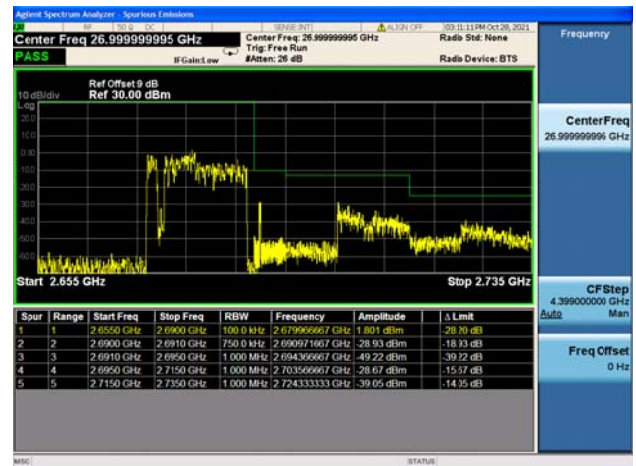 Agilent Spectrum Analyzer - Spurious Emissions
RF 50 Ω DC SENSE:INT ALIGN OFF 03:11:11 PM Oct 28, 2021
Center Freq 26.999999995 GHz Center Freq: 26.999999995 GHz Radio Std: None Frequency
PASS IFGain:Low Trig: Free Run
#Atten: 26 dB Radio Device: BTS
Ref Offset 9 dB
10 dB/div Ref 30.00 dBm
Log
CenterFreq
26.999999995 GHz
Start 2.655 GHz Stop 2.735 GHz
CFStep
4.399000000 GHz
Auto Man
Spur Range Start Freq Stop Freq RBW Frequency Amplitude Δ Limit
1 1 2.6550 GHz 2.6900 GHz 100.0 kHz 2.679966667 GHz 1.801 dBm -28.20 dB
2 2 2.6900 GHz 2.6910 GHz 750.0 kHz 2.690971667 GHz -28.93 dBm -18.93 dB
3 3 2.6910 GHz 2.6950 GHz 1.000 MHz 2.694366667 GHz -49.22 dBm -39.22 dB
4 4 2.6950 GHz 2.7150 GHz 1.000 MHz 2.703566667 GHz -28.67 dBm -15.67 dB
5 5 2.7150 GHz 2.7350 GHz 1.000 MHz 2.724333333 GHz -39.05 dBm -14.05 dB
Freq Offset
0 Hz
MSG STATUS